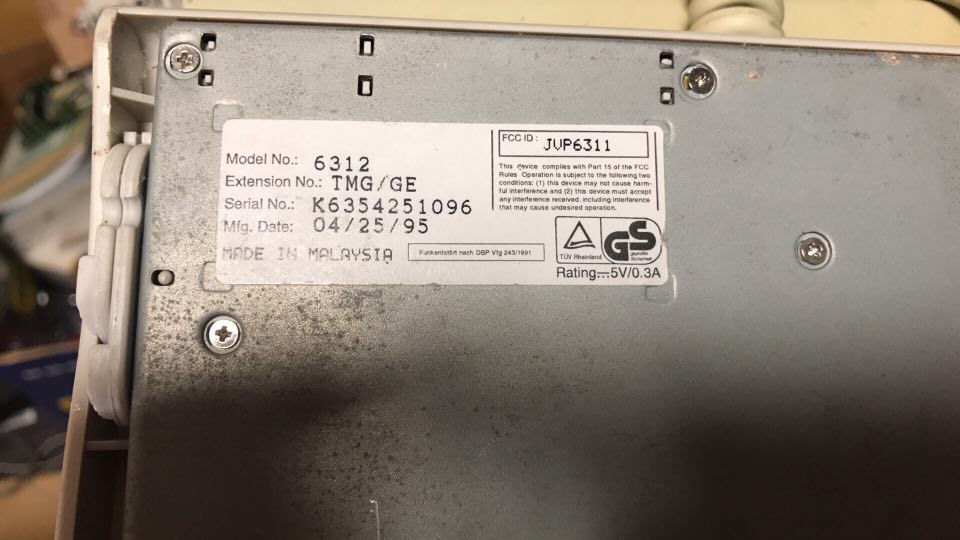 Model No.: 6312
Extension No.: TMG/GE
Serial No.: K6354251096
Mfg. Date: 04/25/95
MADE IN MALAYSIA
Funkentstört nach DBP Vfg 243/1991
FCC ID: JVP6311
This device complies with Part 15 of the FCC
Rules Operation is subject to the following two
conditions: (1) this device may not cause harm-
ful interference and (2) this device must accept
any interference received, including interference
that may cause undesired operation.
TÜV Rheinland
GS
geprüfte
Sicherheit
Rating⎓5V/0.3A